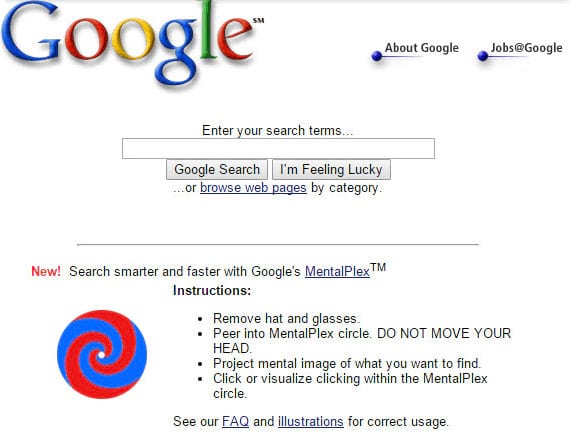 Google℠
About Google
Jobs@Google
Enter your search terms...
Google Search
I'm Feeling Lucky
...or browse web pages by category.
New! Search smarter and faster with Google's MentalPlex™
Instructions:
• Remove hat and glasses.
• Peer into MentalPlex circle. DO NOT MOVE YOUR
HEAD.
• Project mental image of what you want to find.
• Click or visualize clicking within the MentalPlex
circle.
See our FAQ and illustrations for correct usage.